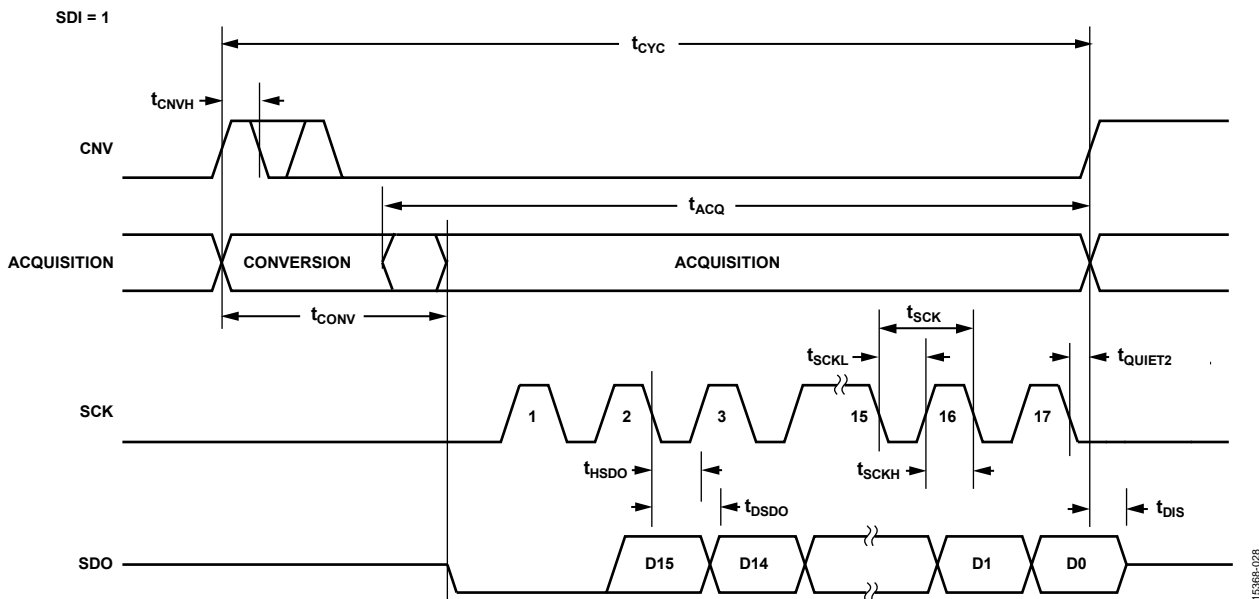 SDI = 1
tCYC
tCNVH
CNV
tACQ
ACQUISITION
CONVERSION
ACQUISITION
tCONV
tSCK
tSCKL
tQUIET2
SCK
1
2
3
15
16
17
tHSDO
tSCKH
tDSDO
tDIS
SDO
D15
D14
D1
D0
15368-028